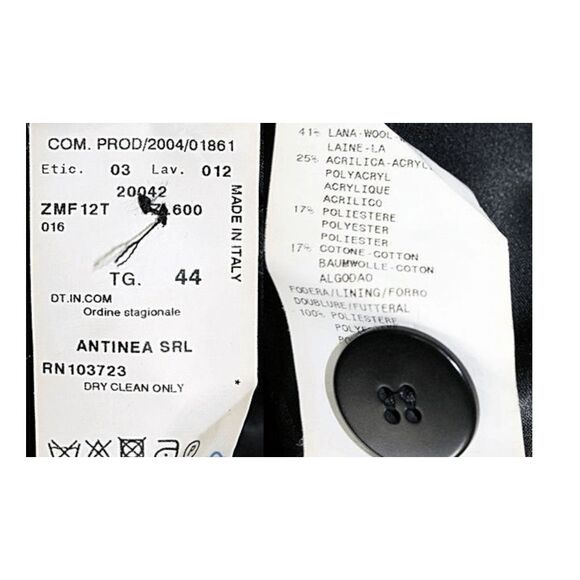 COM. PROD/2004/01861
Etic. 03 Lav. 012
20042
ZMF12T
016
MADE IN ITALY
TG. 44
DT.IN.COM
Ordine stagionale
ANTINEA SRL
RN103723
DRY CLEAN ONLY
*
41% LANA-WOOL
LAINE-LA
25% ACRILICA-ACRYL
POLYACRYL
ACRYLIQUE
ACRILICO
17% POLIESTERE
POLYESTER
POLIESTER
17% COTONE-COTTON
BAUMWOLLE-COTON
ALGODAO
FODERA/LINING/FORRO
DOUBLURE/FUTTERAL
100% POLIESTERE